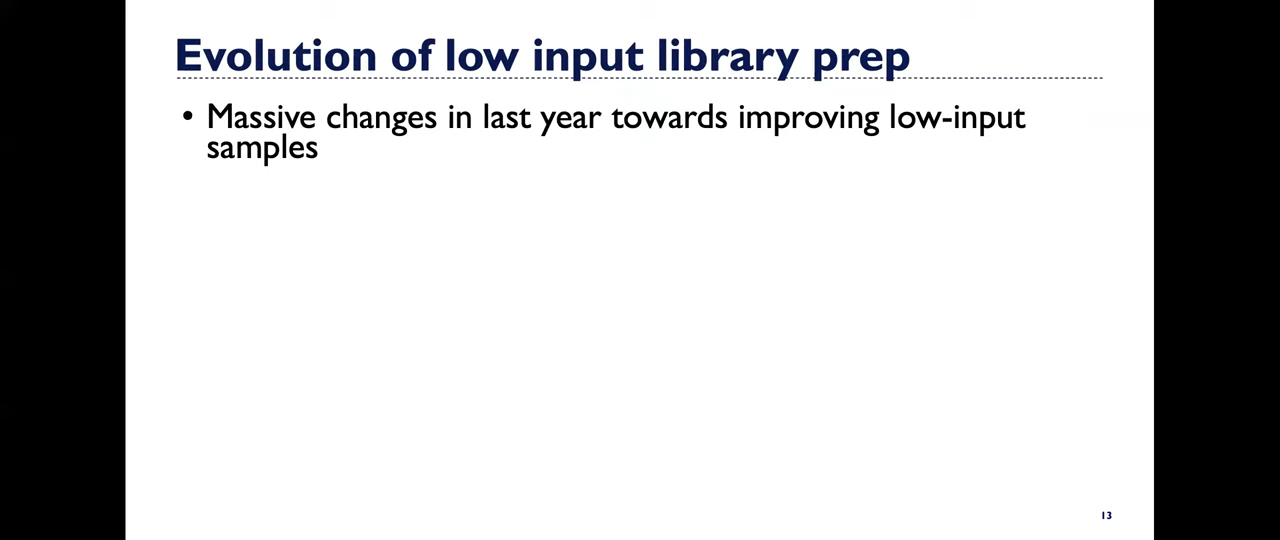 Evolution of low input library prep
• Massive changes in last year towards improving low-input
samples
13